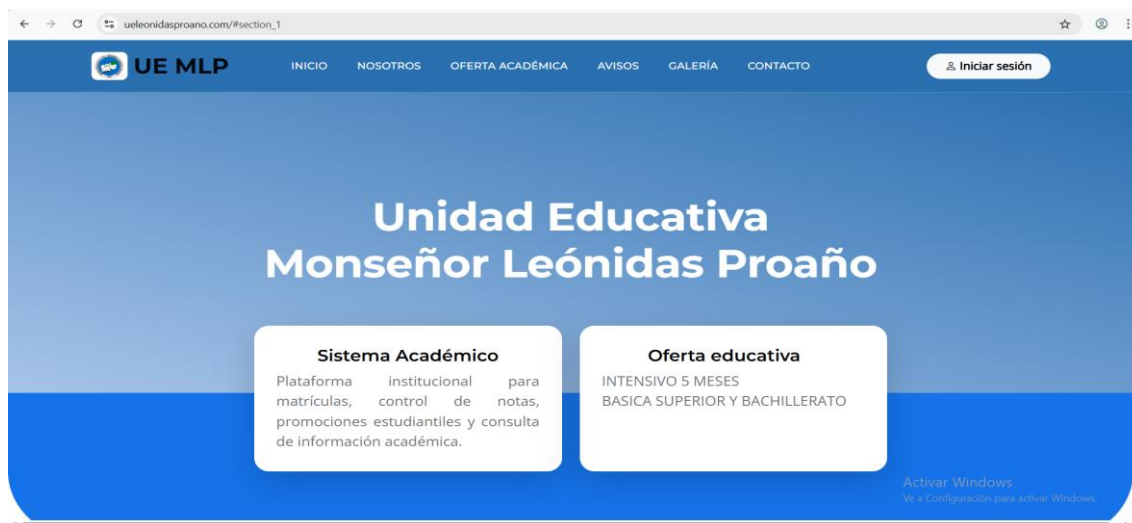 ueleonidasproano.com/#section_1
UE MLP
INICIO NOSOTROS OFERTA ACADÉMICA AVISOS GALERÍA CONTACTO
Iniciar sesión
Unidad Educativa
Monseñor Leónidas Proaño
Sistema Académico
Plataforma institucional para
matrículas, control de notas,
promociones estudiantiles y consulta
de información académica.
Oferta educativa
INTENSIVO 5 MESES
BASICA SUPERIOR Y BACHILLERATO
Activar Windows
Ve a Configuración para activar Windows.